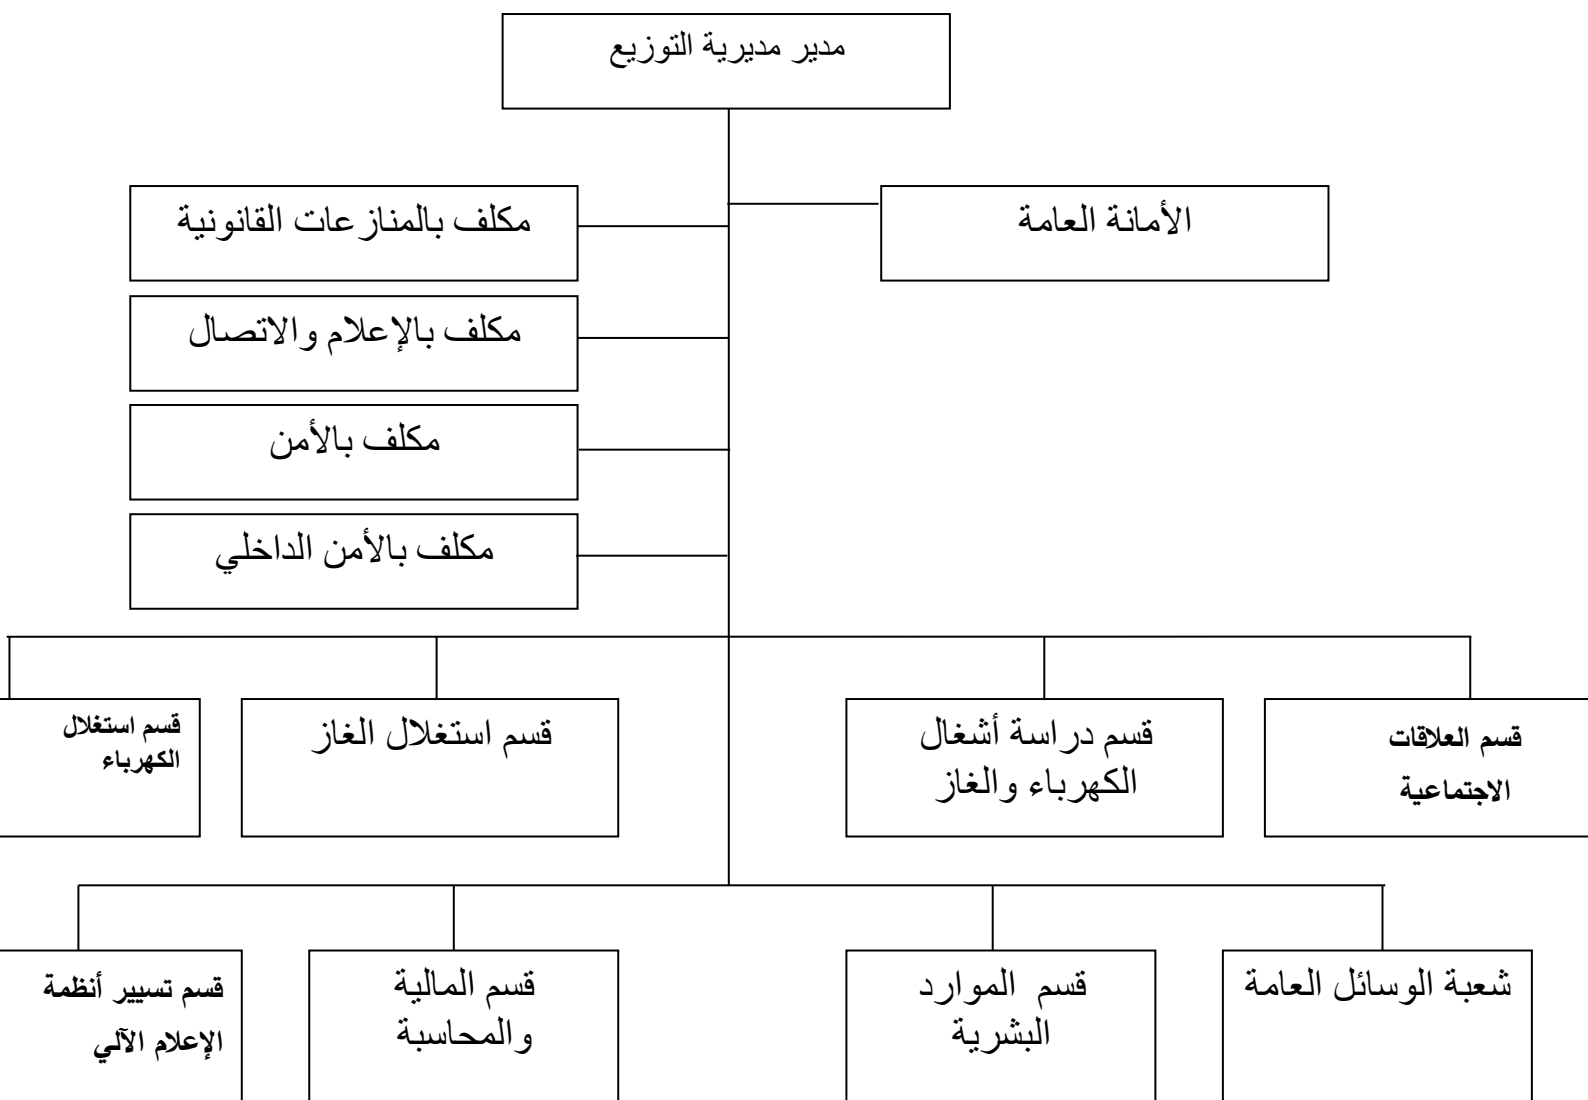 مدير مديرية التوزيع
الأمانة العامة
مكلف بالمنازعات القانونية
مكلف بالإعلام والاتصال
مكلف بالأمن
مكلف بالأمن الداخلي
قسم العلاقات
الاجتماعية
قسم دراسة أشغال
الكهرباء والغاز
قسم استغلال الغاز
قسم استغلال
الكهرباء
شعبة الوسائل العامة
قسم الموارد
البشرية
قسم المالية
والمحاسبة
قسم تسيير أنظمة
الإعلام الآلي